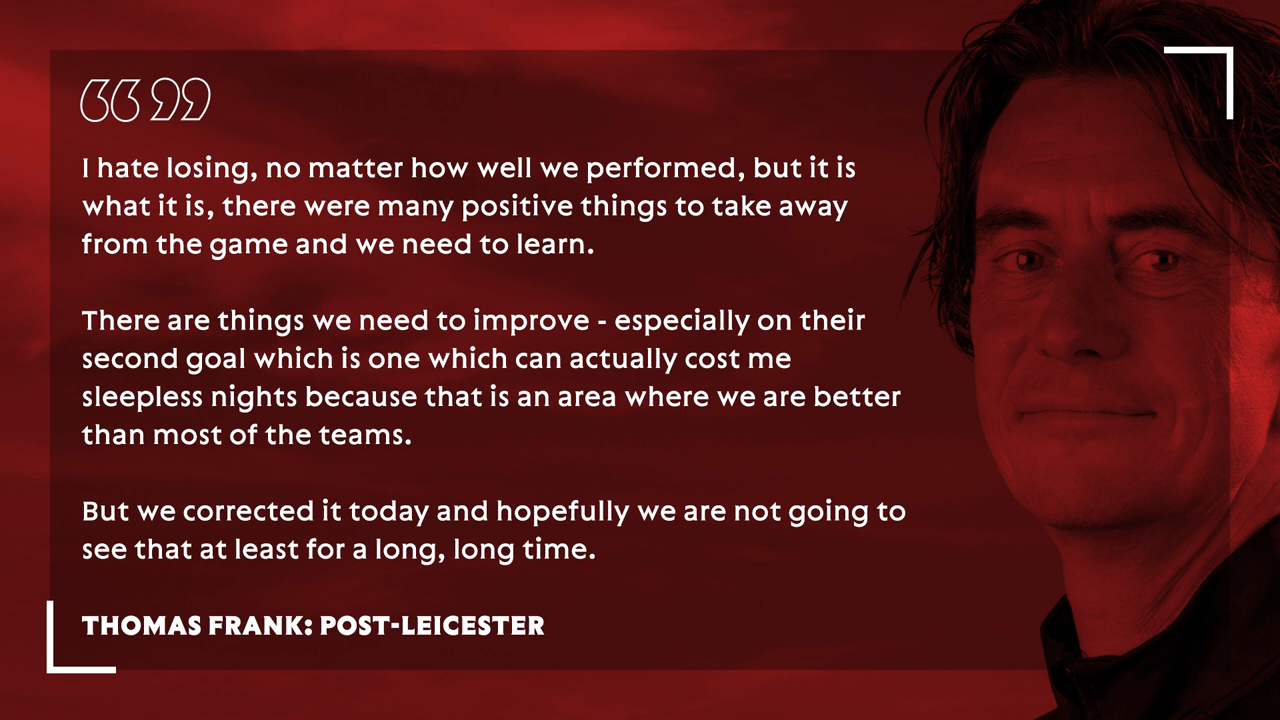 I hate losing, no matter how well we performed, but it is
what it is, there were many positive things to take away
from the game and we need to learn.
There are things we need to improve - especially on their
second goal which is one which can actually cost me
sleepless nights because that is an area where we are better
than most of the teams.
But we corrected it today and hopefully we are not going to
see that at least for a long, long time.
THOMAS FRANK: POST-LEICESTER